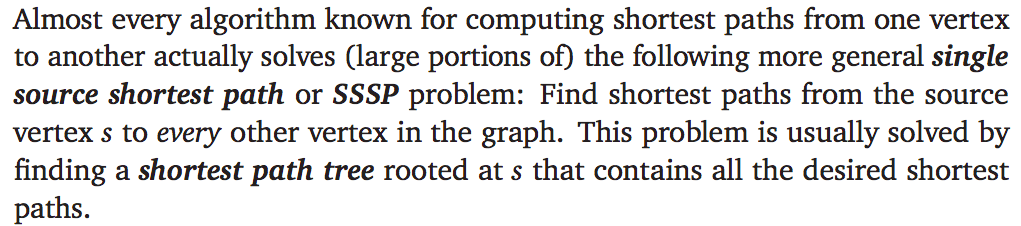 Almost every algorithm known for computing shortest paths from one vertex
to another actually solves (large portions of) the following more general single
source shortest path or SSSP problem: Find shortest paths from the source
vertex s to every other vertex in the graph. This problem is usually solved by
finding a shortest path tree rooted at s that contains all the desired shortest
paths.